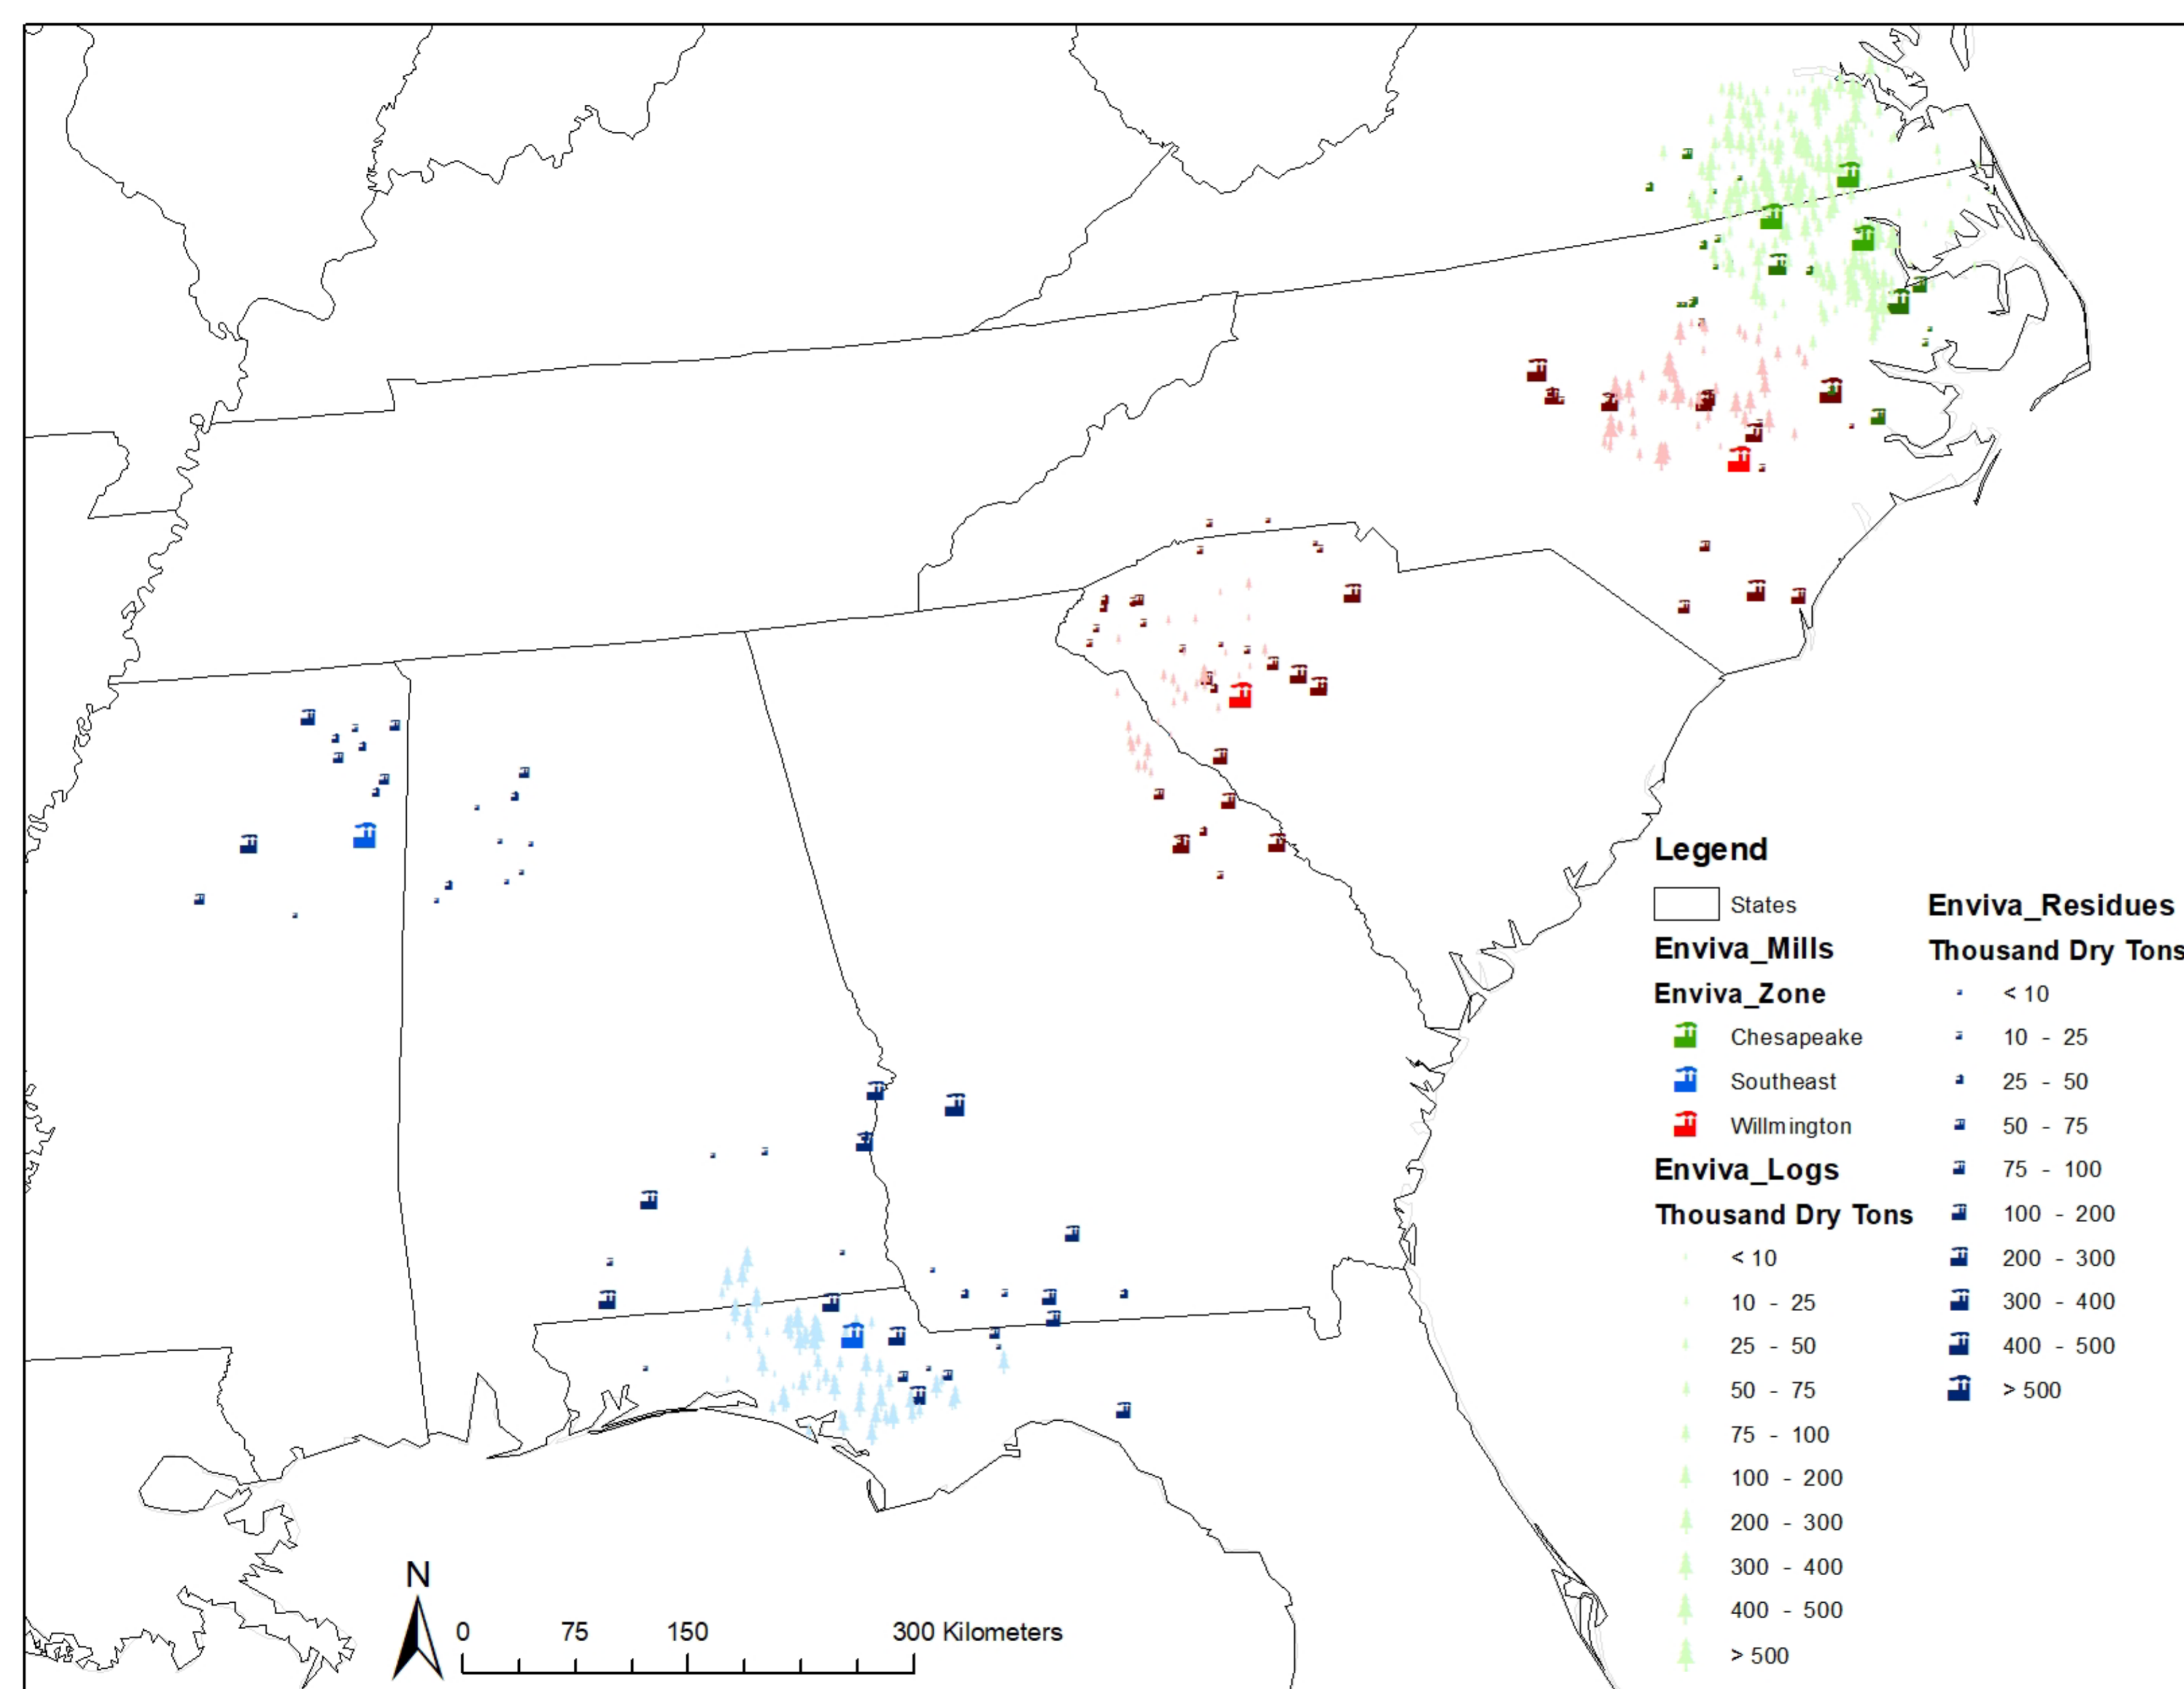 Legend
States
Enviva_Mills
Enviva_Zone
Chesapeake
Southeast
Willmington
Enviva_Logs
Thousand Dry Tons
< 10
10 - 25
25 - 50
50 - 75
75 - 100
100 - 200
200 - 300
300 - 400
400 - 500
> 500
Enviva_Residues
Thousand Dry Tons
< 10
10 - 25
25 - 50
50 - 75
75 - 100
100 - 200
200 - 300
300 - 400
400 - 500
> 500
N
0 75 150 300 Kilometers